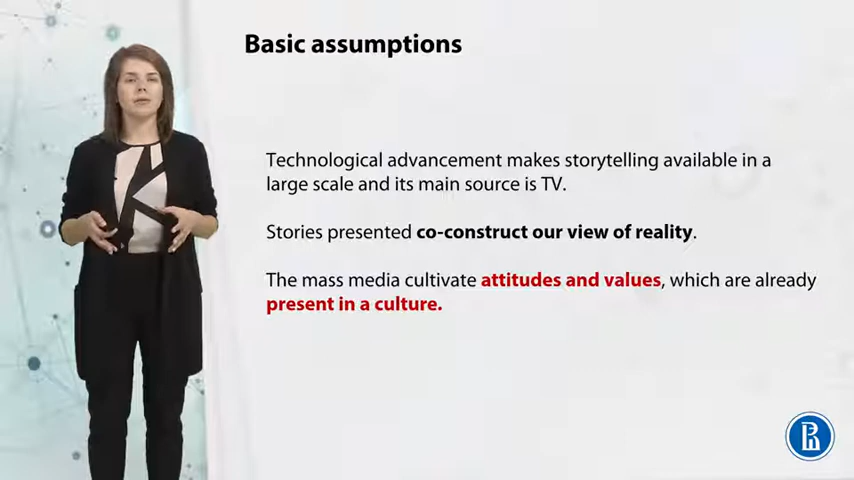 Basic assumptions
Technological advancement makes storytelling available in a
large scale and its main source is TV.
Stories presented co-construct our view of reality.
The mass media cultivate attitudes and values, which are already
present in a culture.